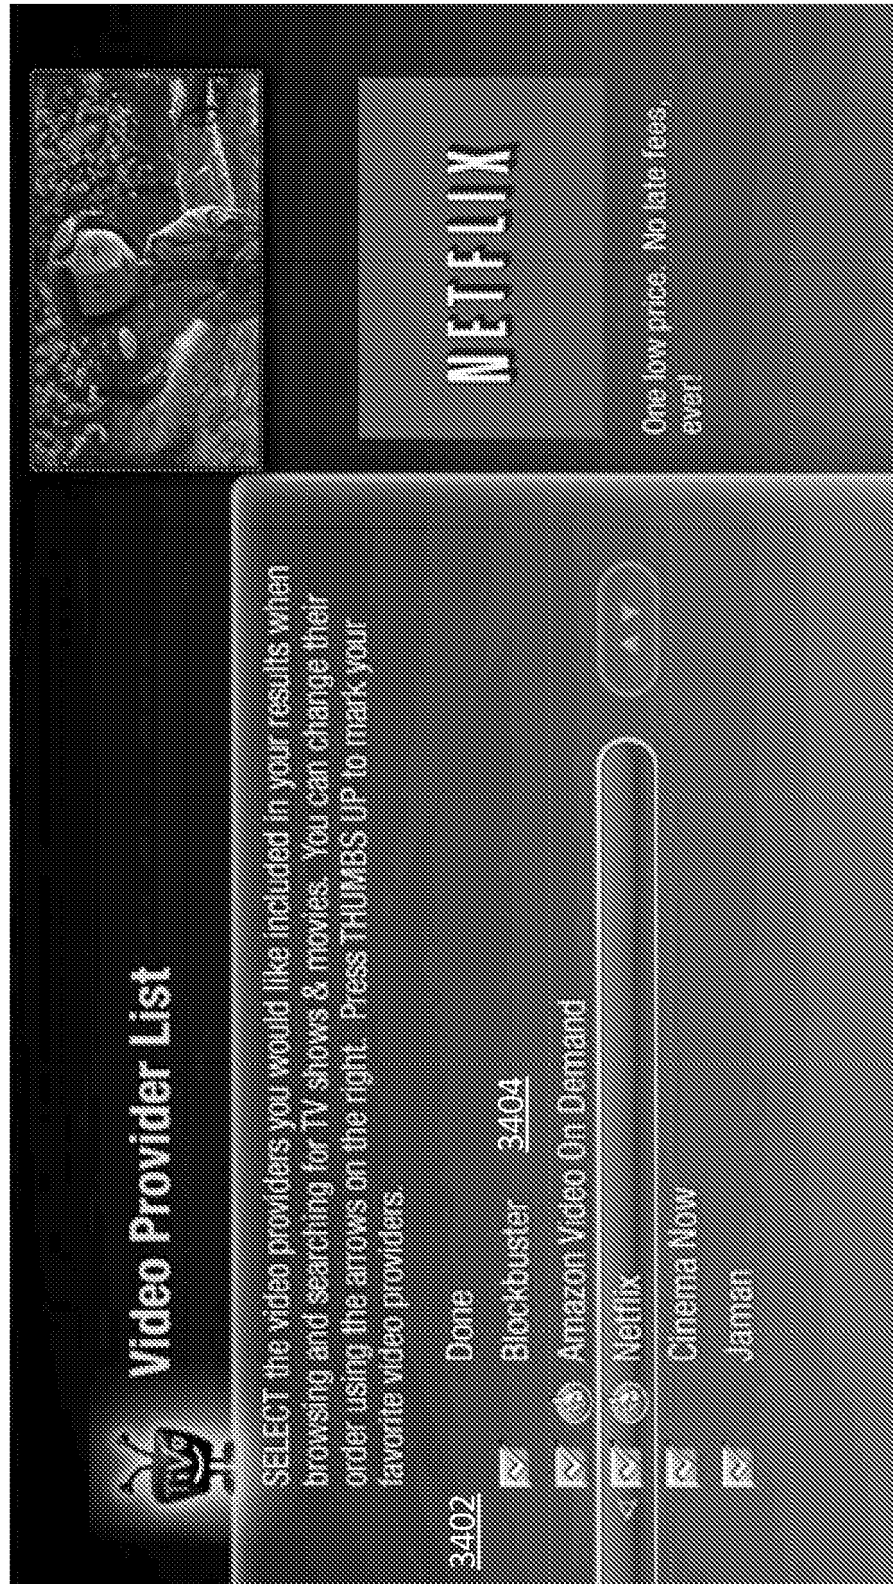 TiVo
Video Provider List
SELECT the video providers you would like included in your results when
browsing and searching for TV shows & movies. You can change their
order using the arrows on the right. Press THUMBS UP to mark your
favorite video providers.
3402
Done
Blockbuster
3404
Amazon Video On Demand
Netflix
Cinema Now
Jaman
NETFLIX
One low price. No late fees,
ever!